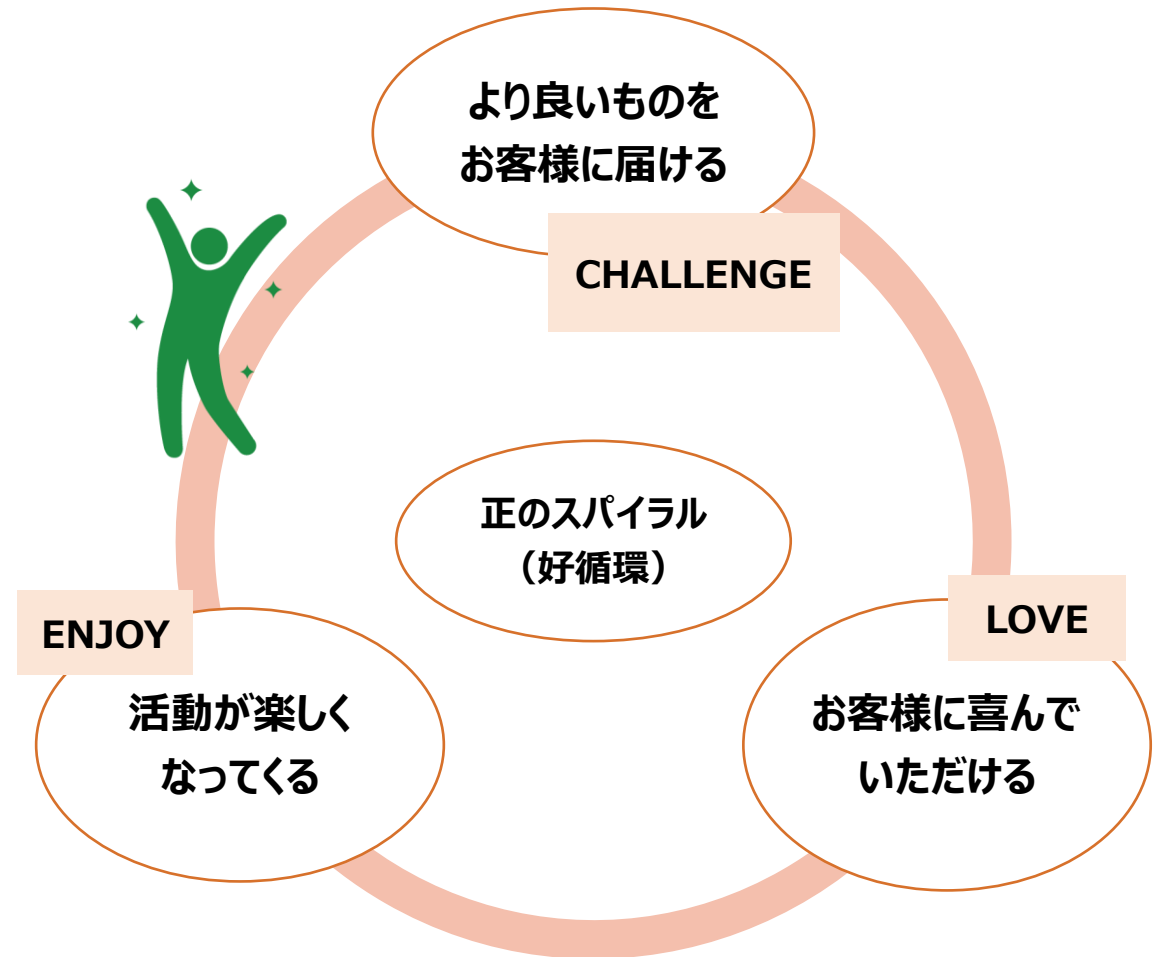 より良いものを
お客様に届ける
CHALLENGE
正のスパイラル
（好循環）
ENJOY
活動が楽しく
なってくる
LOVE
お客様に喜んで
いただける